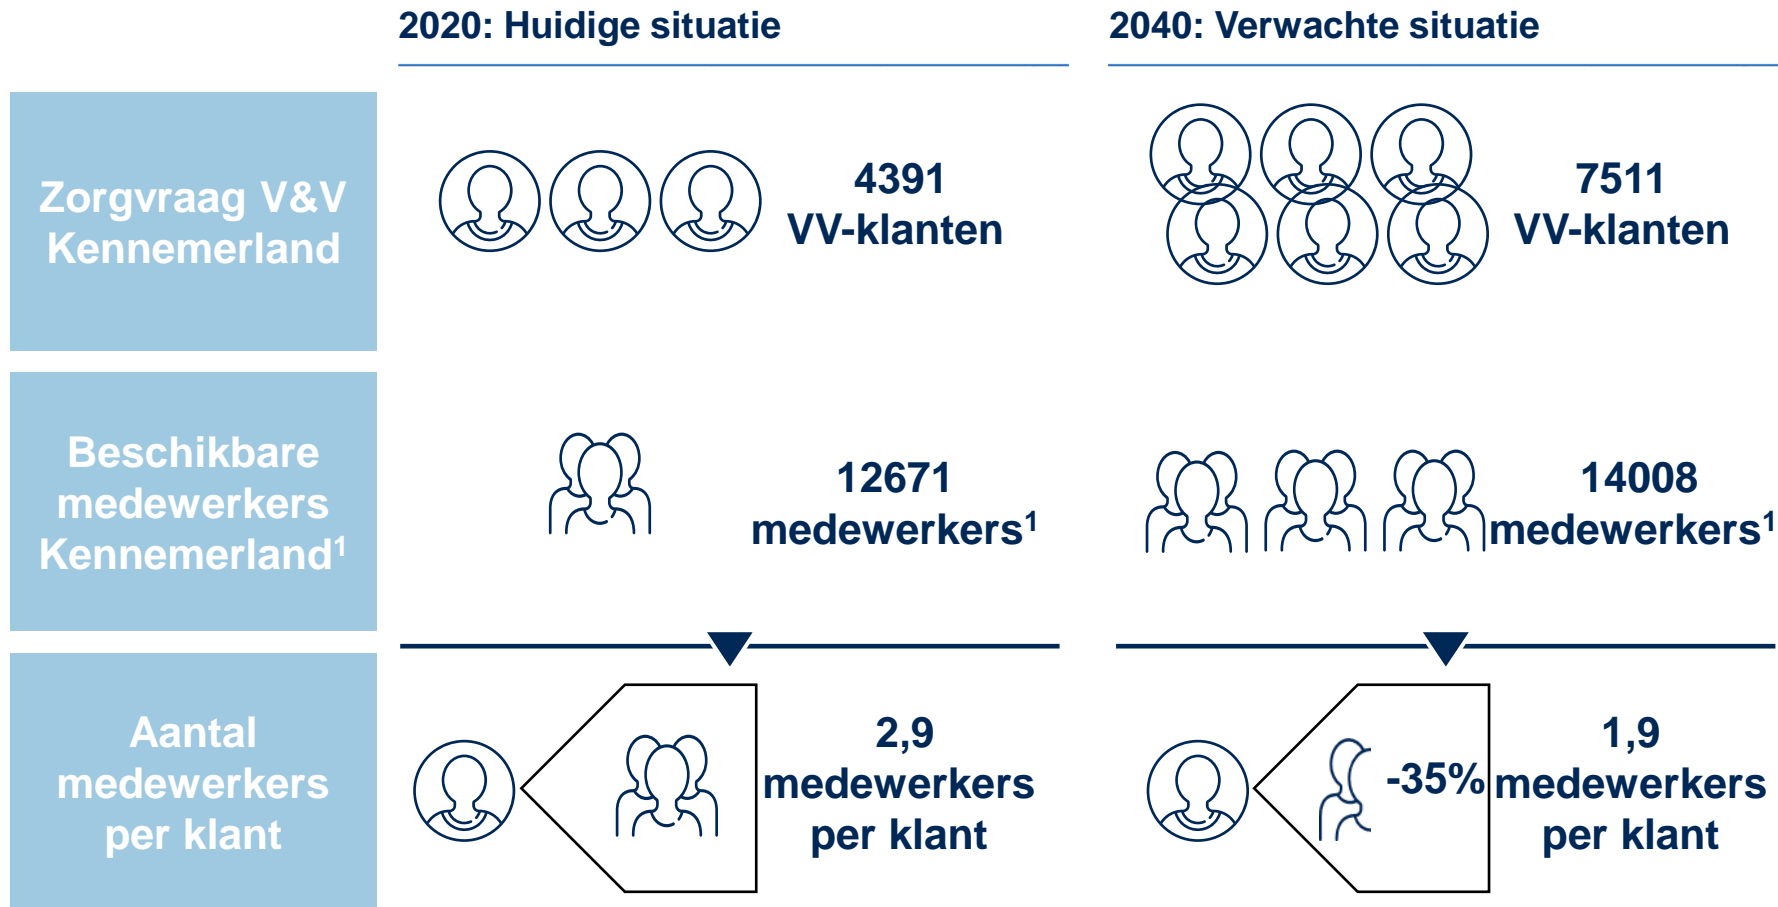 2020: Huidige situatie
2040: Verwachte situatie
Zorgvraag V&V
Kennemerland
4391
VV-klanten
7511
VV-klanten
Beschikbare
medewerkers
Kennemerland¹
12671
medewerkers¹
14008
medewerkers¹
Aantal
medewerkers
per klant
2,9
medewerkers
per klant
-35%
1,9
medewerkers
per klant